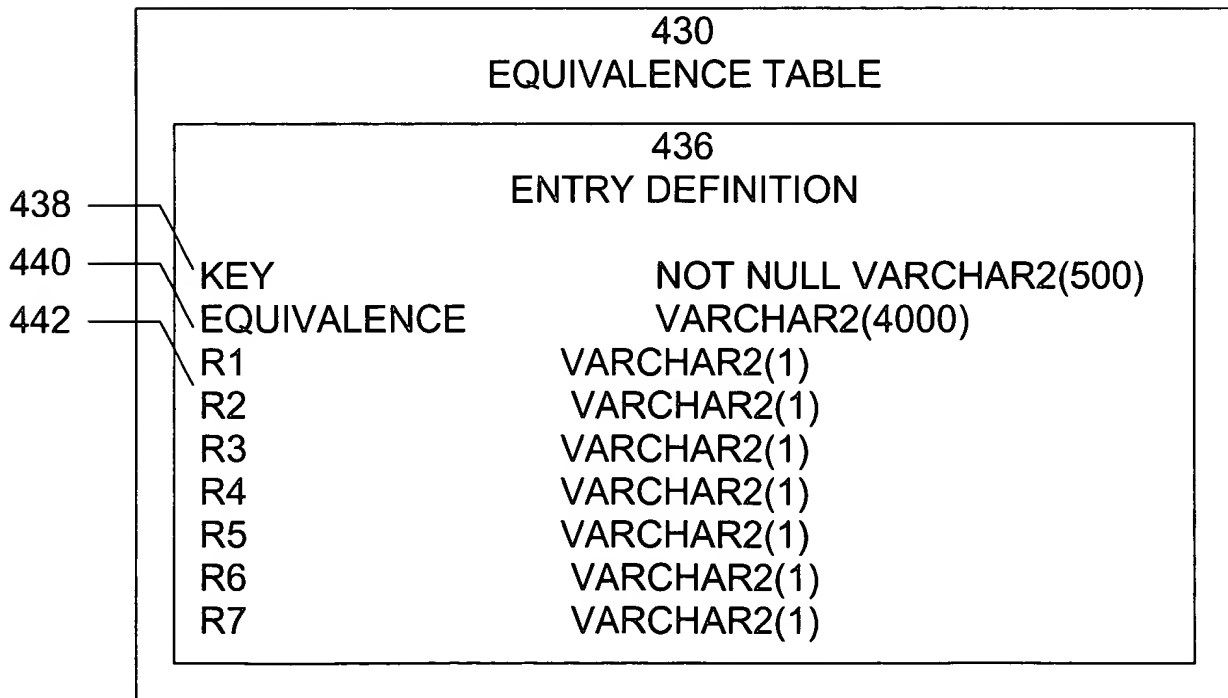 430
EQUIVALENCE TABLE
436
ENTRY DEFINITION
438
440
442
KEY NOT NULL VARCHAR2(500)
EQUIVALENCE VARCHAR2(4000)
R1 VARCHAR2(1)
R2 VARCHAR2(1)
R3 VARCHAR2(1)
R4 VARCHAR2(1)
R5 VARCHAR2(1)
R6 VARCHAR2(1)
R7 VARCHAR2(1)